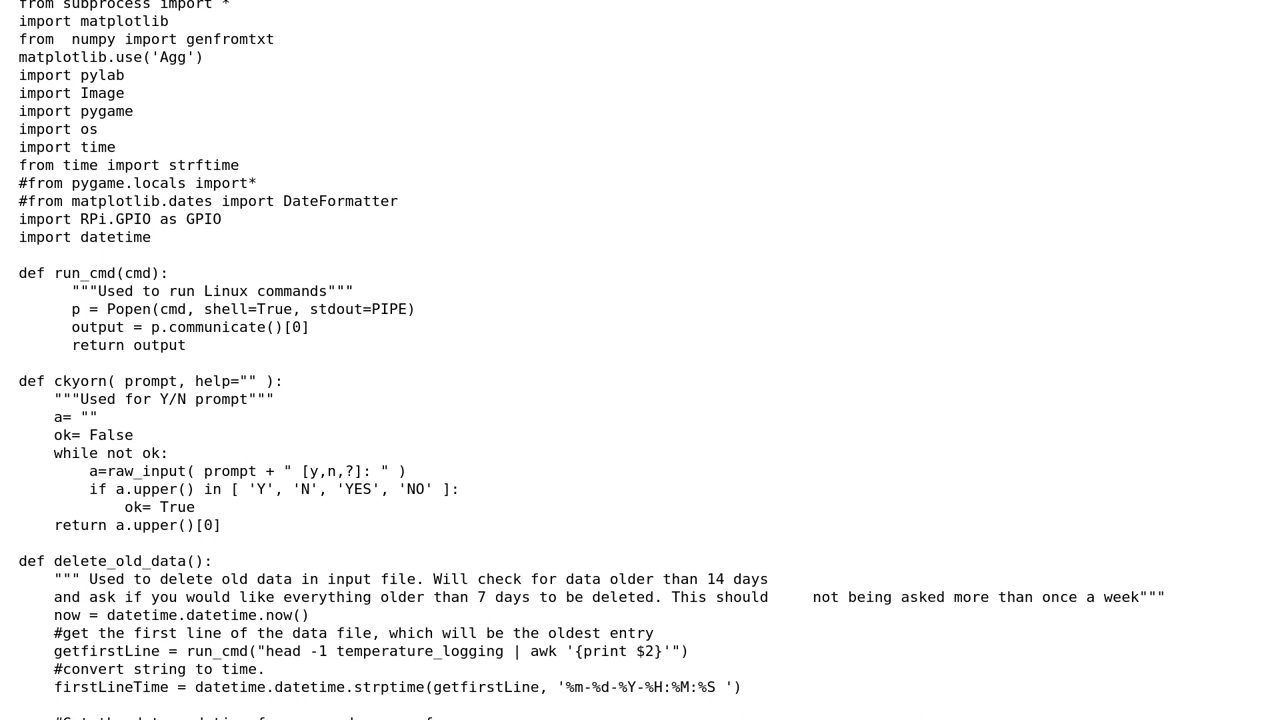 from subprocess import *
import matplotlib
from  numpy import genfromtxt
matplotlib.use('Agg')
import pylab
import Image
import pygame
import os
import time
from time import strftime
#from pygame.locals import*
#from matplotlib.dates import DateFormatter
import RPi.GPIO as GPIO
import datetime

def run_cmd(cmd):
      """Used to run Linux commands"""
      p = Popen(cmd, shell=True, stdout=PIPE)
      output = p.communicate()[0]
      return output

def ckyorn( prompt, help="" ):
    """Used for Y/N prompt"""
    a= ""
    ok= False
    while not ok:
        a=raw_input( prompt + " [y,n,?]: " )
        if a.upper() in [ 'Y', 'N', 'YES', 'NO' ]:
            ok= True
    return a.upper()[0]

def delete_old_data():
    """ Used to delete old data in input file. Will check for data older than 14 days
    and ask if you would like everything older than 7 days to be deleted. This should     not being asked more than once a week"""
    now = datetime.datetime.now()
    #get the first line of the data file, which will be the oldest entry
    getfirstLine = run_cmd("head -1 temperature_logging | awk '{print $2}'")
    #convert string to time.
    firstLineTime = datetime.datetime.strptime(getfirstLine, '%m-%d-%Y-%H:%M:%S ')